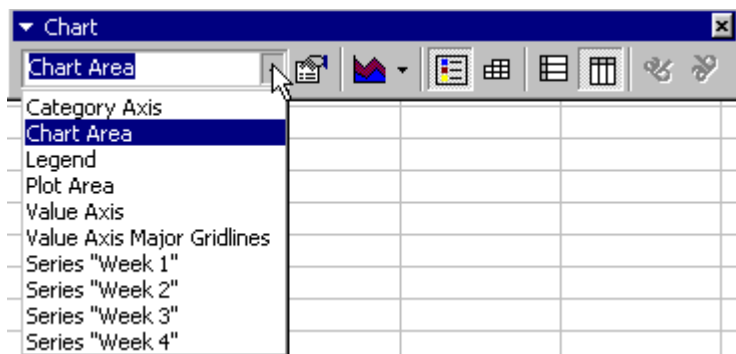 Chart
Chart Area
Category Axis
Chart Area
Legend
Plot Area
Value Axis
Value Axis Major Gridlines
Series "Week 1"
Series "Week 2"
Series "Week 3"
Series "Week 4"